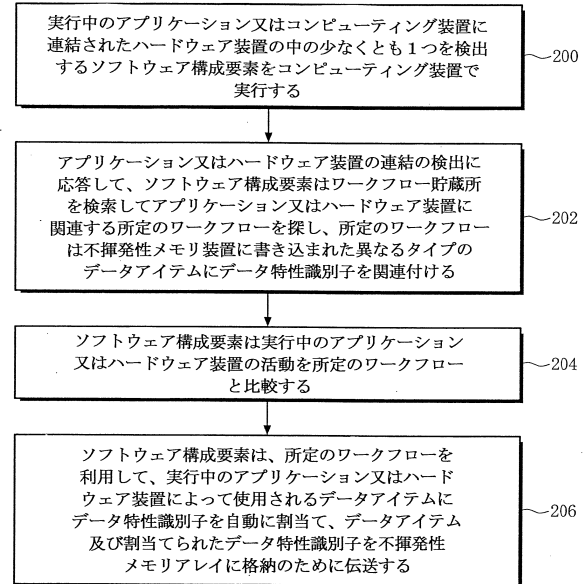 実行中のアプリケーション又はコンピューティング装置に
連結されたハードウェア装置の中の少なくとも1つを検出
するソフトウェア構成要素をコンピューティング装置で
実行する
200
アプリケーション又はハードウェア装置の連結の検出に
応答して、ソフトウェア構成要素はワークフロー貯蔵所
を検索してアプリケーション又はハードウェア装置に
関連する所定のワークフローを探し、所定のワークフロー
は不揮発性メモリ装置に書き込まれた異なるタイプの
データアイテムにデータ特性識別子を関連付ける
202
ソフトウェア構成要素は実行中のアプリケーション
又はハードウェア装置の活動を所定のワークフロー
と比較する
204
ソフトウェア構成要素は、所定のワークフローを
利用して、実行中のアプリケーション又はハード
ウェア装置によって使用されるデータアイテムに
データ特性識別子を自動に割当て、データアイテム
及び割当てられたデータ特性識別子を不揮発性
メモリアレイに格納のために伝送する
206